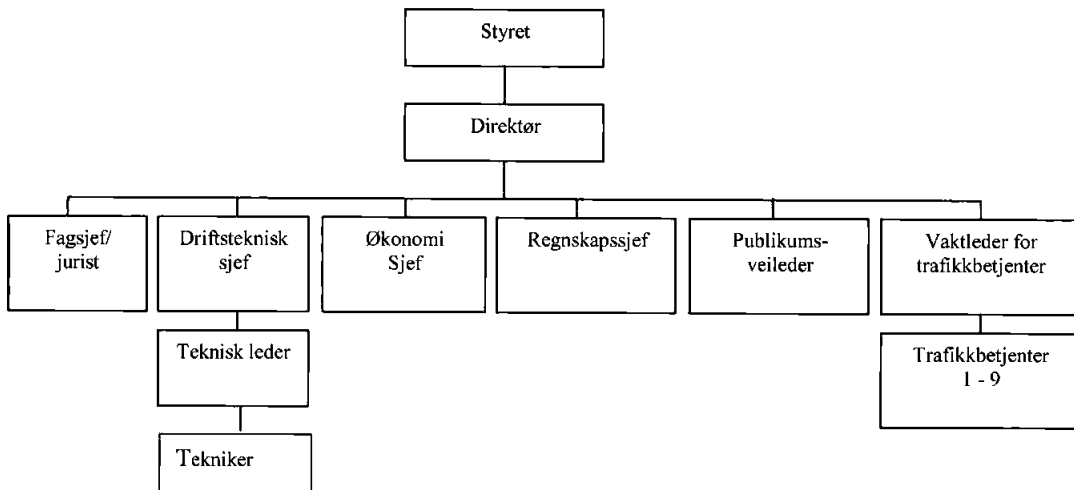 Styret
Direktør
Fagsjef/
jurist
Driftsteknisk
sjef
Økonomi
Sjef
Regnskapssjef
Publikums-
veileder
Vaktleder for
trafikkbetjenter
Teknisk leder
Trafikkbetjenter
1 - 9
Tekniker